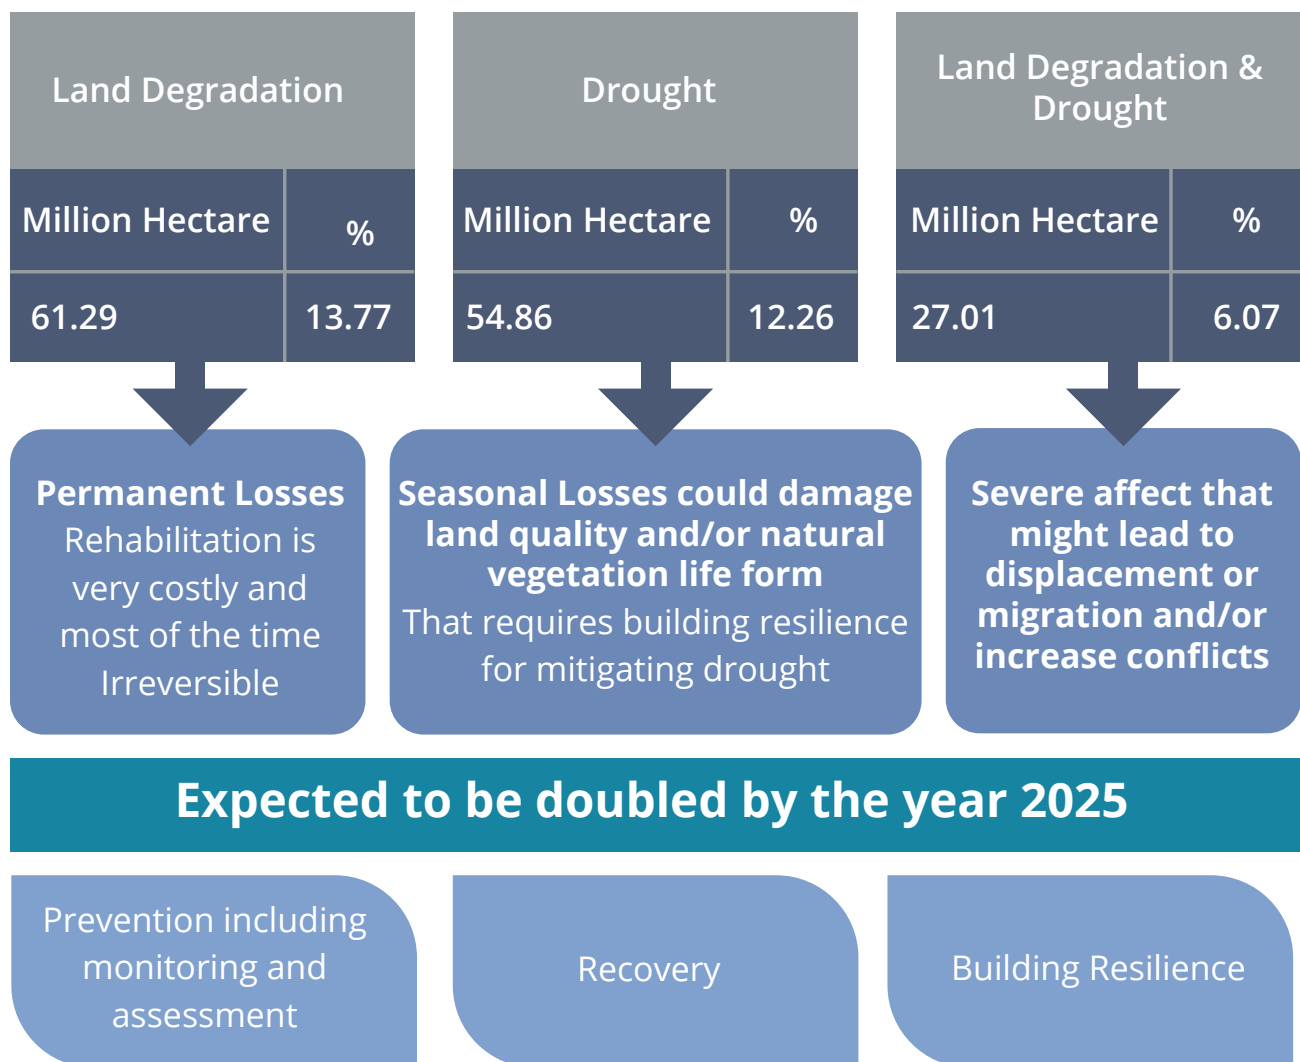 Land Degradation
Million Hectare
%
61.29
13.77
Drought
Million Hectare
%
54.86
12.26
Land Degradation &
Drought
Million Hectare
%
27.01
6.07
Permanent Losses
Rehabilitation is
very costly and
most of the time
Irreversible
Seasonal Losses could damage
land quality and/or natural
vegetation life form
That requires building resilience
for mitigating drought
Severe affect that
might lead to
displacement or
migration and/or
increase conflicts
Expected to be doubled by the year 2025
Prevention including
monitoring and
assessment
Recovery
Building Resilience